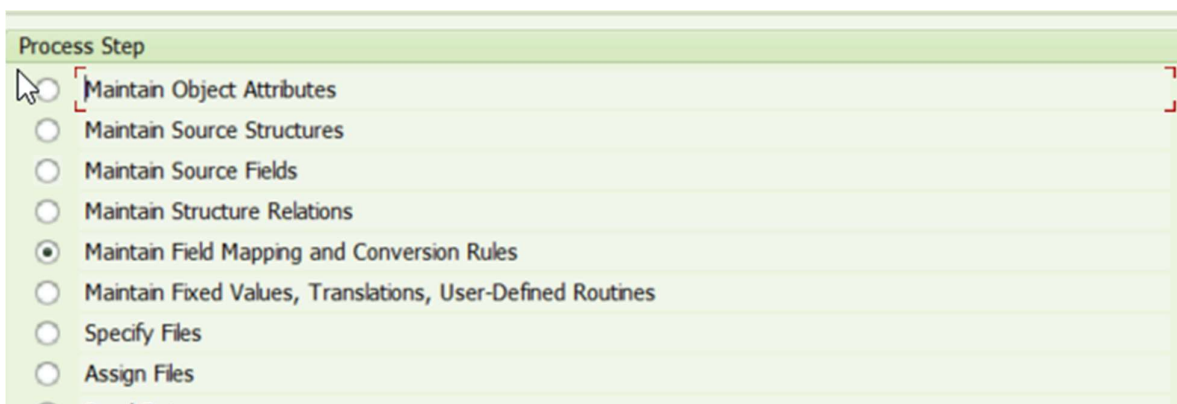 Process Step
Maintain Object Attributes
Maintain Source Structures
Maintain Source Fields
Maintain Structure Relations
Maintain Field Mapping and Conversion Rules
Maintain Fixed Values, Translations, User-Defined Routines
Specify Files
Assign Files